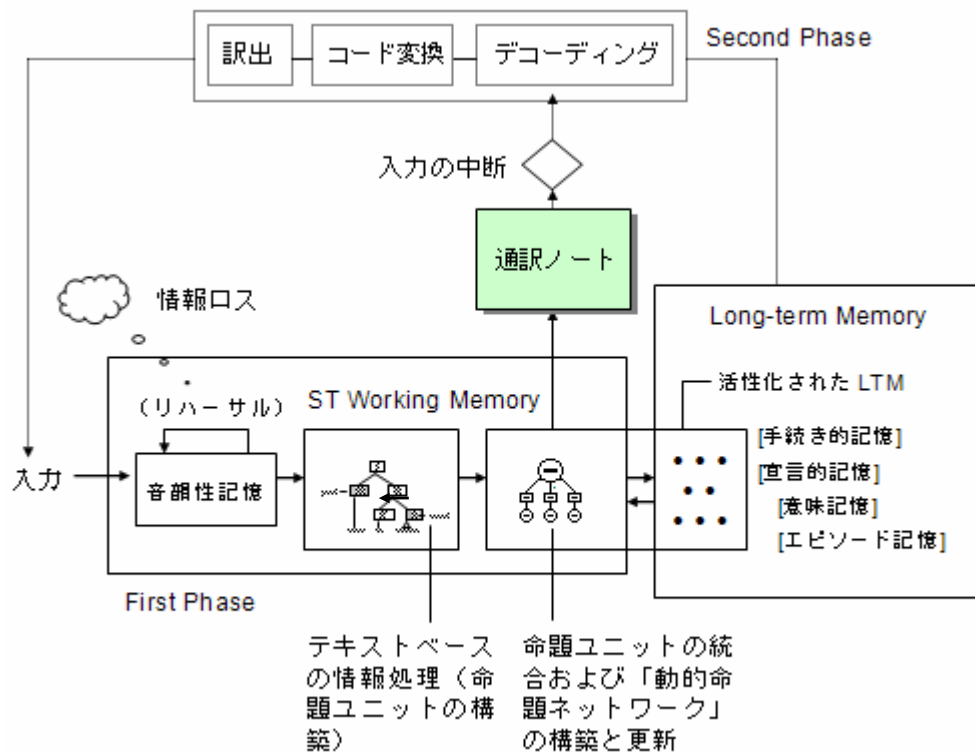 Second Phase
訳出
コード変換
デコーディング
入力の中断
通訳ノート
情報ロス
Long-term Memory
(リハーサル)
ST Working Memory
活性化された LTM
入力
音韻性記憶
[手続き的記憶]
[宣言的記憶]
[意味記憶]
[エピソード記憶]
First Phase
テキストベース
の情報処理(命
題ユニットの構
築)
命題ユニットの統
合および「動的命
題ネットワーク」
の構築と更新